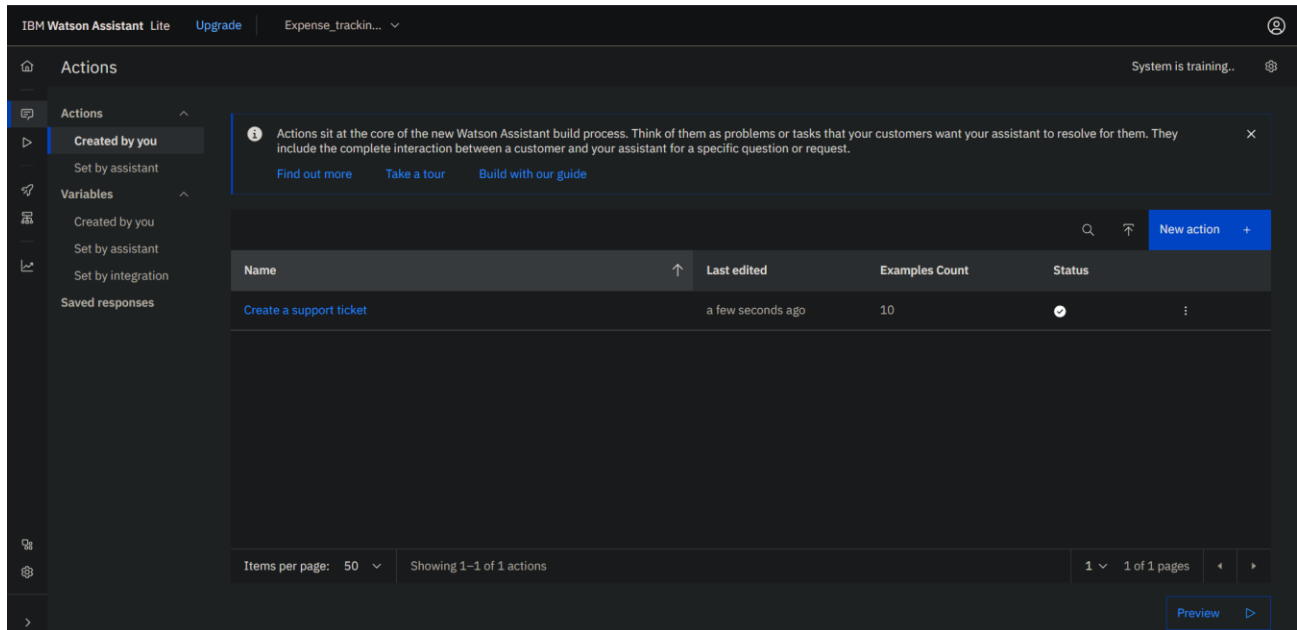 IBM Watson Assistant Lite Upgrade Expense_trackin...
Actions System is training..
Actions
Created by you
Set by assistant
Variables
Created by you
Set by assistant
Set by integration
Saved responses
Actions sit at the core of the new Watson Assistant build process. Think of them as problems or tasks that your customers want your assistant to resolve for them. They
include the complete interaction between a customer and your assistant for a specific question or request.
Find out more Take a tour Build with our guide
New action +
Name Last edited Examples Count Status
Create a support ticket a few seconds ago 10
Items per page: 50 Showing 1–1 of 1 actions 1 1 of 1 pages
Preview